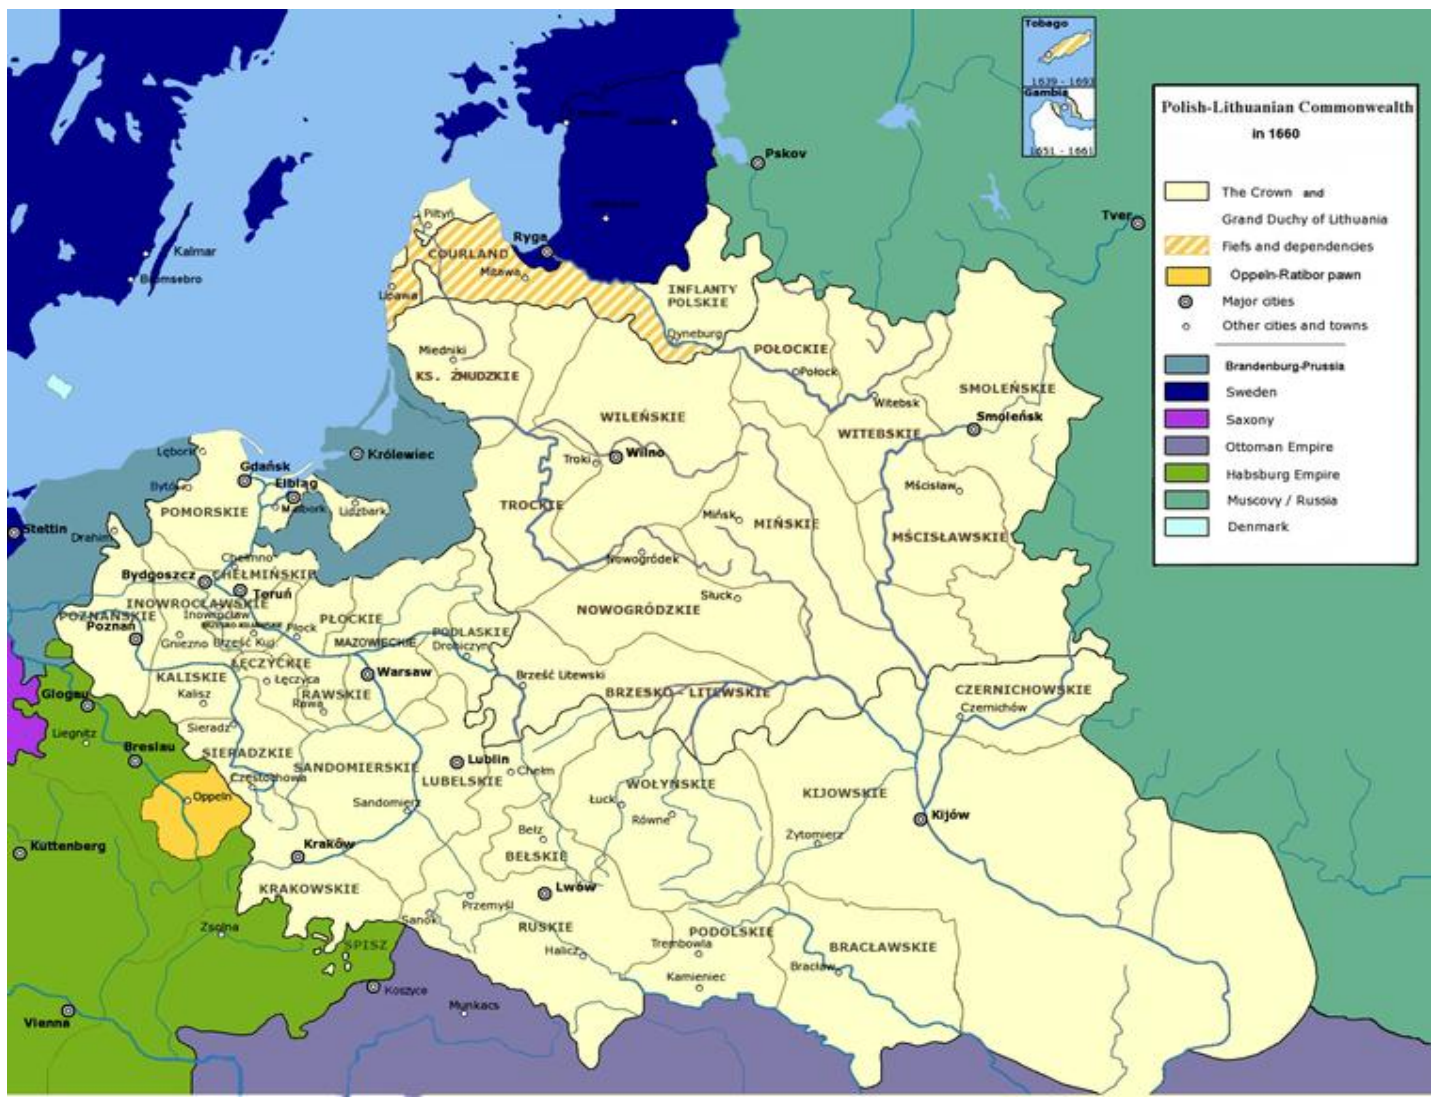 Tobago
1639 - 1693
Gambia
1651 - 1661
Polish-Lithuanian Commonwealth
in 1660
The Crown and
Grand Duchy of Lithuania
Fiefs and dependencies
Oppeln-Ratibor pawn
Major cities
Other cities and towns
Brandenburg-Prussia
Sweden
Saxony
Ottoman Empire
Habsburg Empire
Muscovy / Russia
Denmark
Pskov
Tver
Kalmar
Bromsebro
Piltyń
Ryga
COURLAND
Mitawa
Lipawa
INFLANTY
POLSKIE
Dyneburg
Miedniki
KS. ŻMUDZKIE
POŁOCKIE
Połock
SMOLEŃSKIE
Witebsk
Smoleńsk
WILEŃSKIE
WITEBSKIE
Lębork
Królewiec
Troki
Wilno
Gdańsk
Bytów
Elbląg
Malbork
Lidzbark
Mścisław
POMORSKIE
TROCKIE
Mińsk
MIŃSKIE
Stettin
Drahim
MŚCISŁAWSKIE
Chełmno
Nowogródek
Bydgoszcz
CHEŁMIŃSKIE
Toruń
Słuck
INOWROCŁAWSKIE
Inowrocław
NOWOGRÓDZKIE
POZNAŃSKIE
Poznań
PŁOCKIE
Płock
Gniezno
Brześć Kuj.
MAZOWIECKIE
PODLASKIE
Drohiczyn
ŁĘCZYCKIE
Warsaw
KALISKIE
Łęczyca
Brześć Litewski
Glogau
Kalisz
RAWSKIE
Rawa
BRZESKO - LITEWSKIE
CZERNICHOWSKIE
Czernichów
Liegnitz
Sieradz
Breslau
SIERADZKIE
SANDOMIERSKIE
Lublin
LUBELSKIE
Chełm
Częstochowa
WOŁYŃSKIE
KIJOWSKIE
Oppeln
Sandomierz
Łuck
Równe
Kijów
Bełz
Żytomierz
Kuttenberg
Kraków
BEŁSKIE
KRAKOWSKIE
Lwów
Przemyśl
Sanok
Zsolna
RUSKIE
PODOLSKIE
SPISZ
Halicz
Trembowla
BRACŁAWSKIE
Bracław
Kamieniec
Koszyce
Munkacs
Vienna